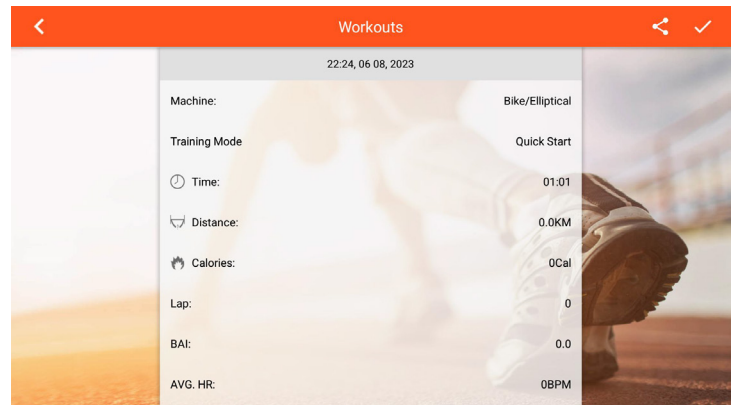 Workouts
22:24, 06 08, 2023
Machine: Bike/Elliptical
Training Mode Quick Start
Time: 01:01
Distance: 0.0KM
Calories: 0Cal
Lap: 0
BAI: 0.0
AVG. HR: 0BPM